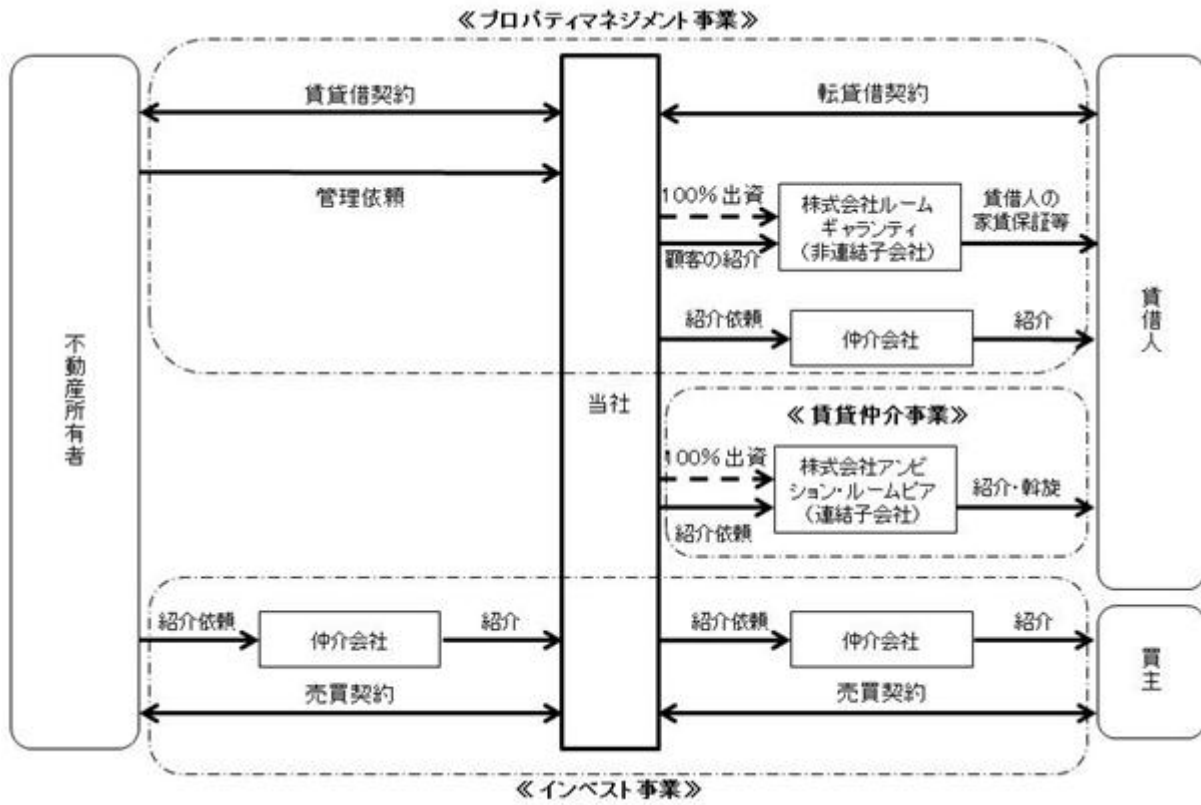 ≪プロパティマネジメント事業≫
賃貸借契約
転貸借契約
管理依頼
100％出資
顧客の紹介
株式会社ルーム
ギャランティ
（非連結子会社）
賃借人の
家賃保証等
紹介依頼
仲介会社
紹介
不動産所有者
当社
賃借人
≪賃貸仲介事業≫
100％出資
紹介依頼
株式会社アンビ
ション・ルームピア
（連結子会社）
紹介・斡旋
紹介依頼
仲介会社
紹介
紹介依頼
仲介会社
紹介
売買契約
売買契約
買主
≪インベスト事業≫